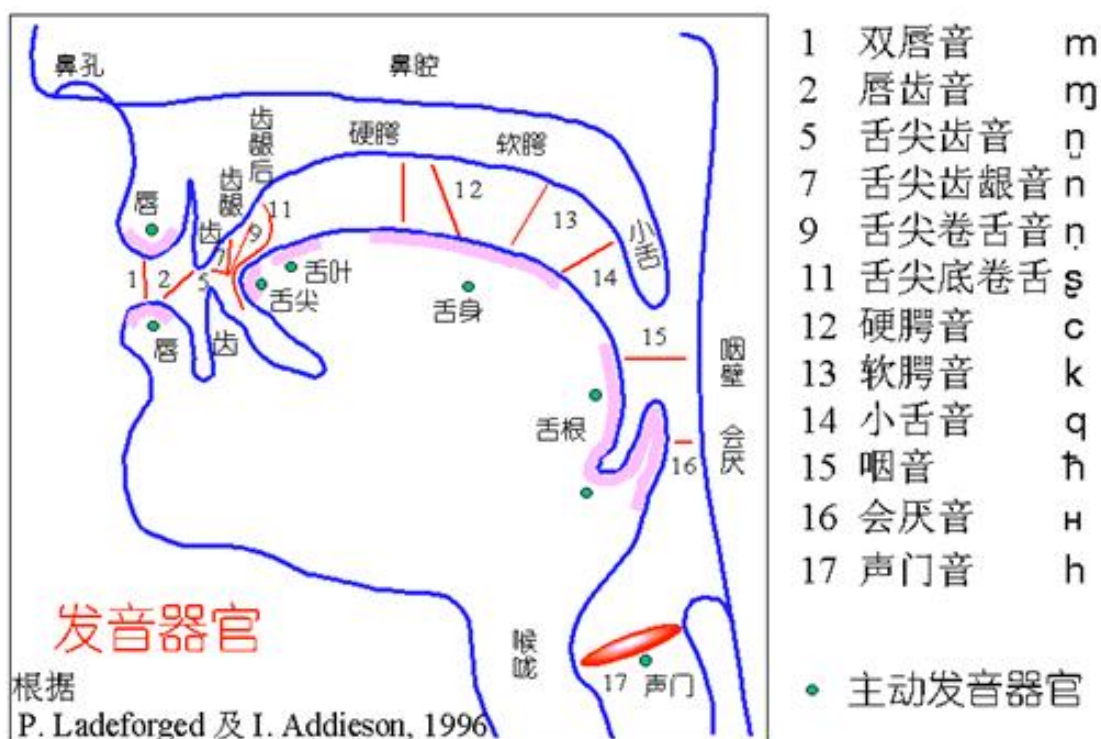 鼻孔
鼻腔
齿龈后
硬腭
软腭
齿龈
12
11
唇
齿
7
9
13
小舌
14
1
2
5
舌叶
舌尖
舌身
唇
齿
15
咽壁
舌根
会厌
16
发音器官
喉咙
17
声门
根据
P. Ladeforged 及 I. Addieson, 1996
1 双唇音 m
2 唇齿音 ɱ
5 舌尖齿音 n̪
7 舌尖齿龈音 n
9 舌尖卷舌音 ṇ
11 舌尖底卷舌 ʂ
12 硬腭音 c
13 软腭音 k
14 小舌音 q
15 咽音 ħ
16 会厌音 ʜ
17 声门音 h
主动发音器官